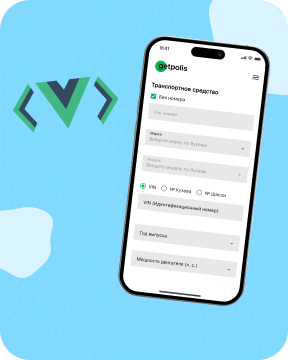 9:41
getpolis
Транспортное средство
Без номера
Гос. номер
Марка
Введите марку по буквам
Модель
Введите модель по буквам
VIN № Кузова № Шасси
VIN (Идентификационный номер)
Год выпуска
Мощность двигателя (л. с.)